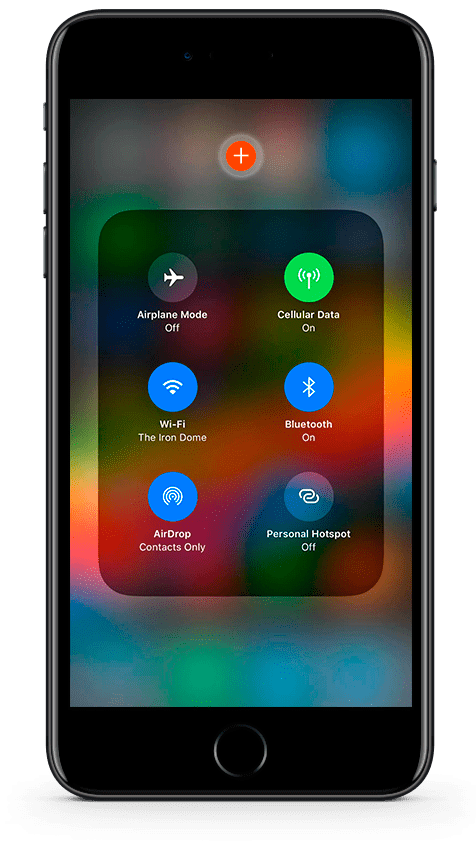 Airplane Mode
Off
Cellular Data
On
Wi-Fi
The Iron Dome
Bluetooth
On
AirDrop
Contacts Only
Personal Hotspot
Off